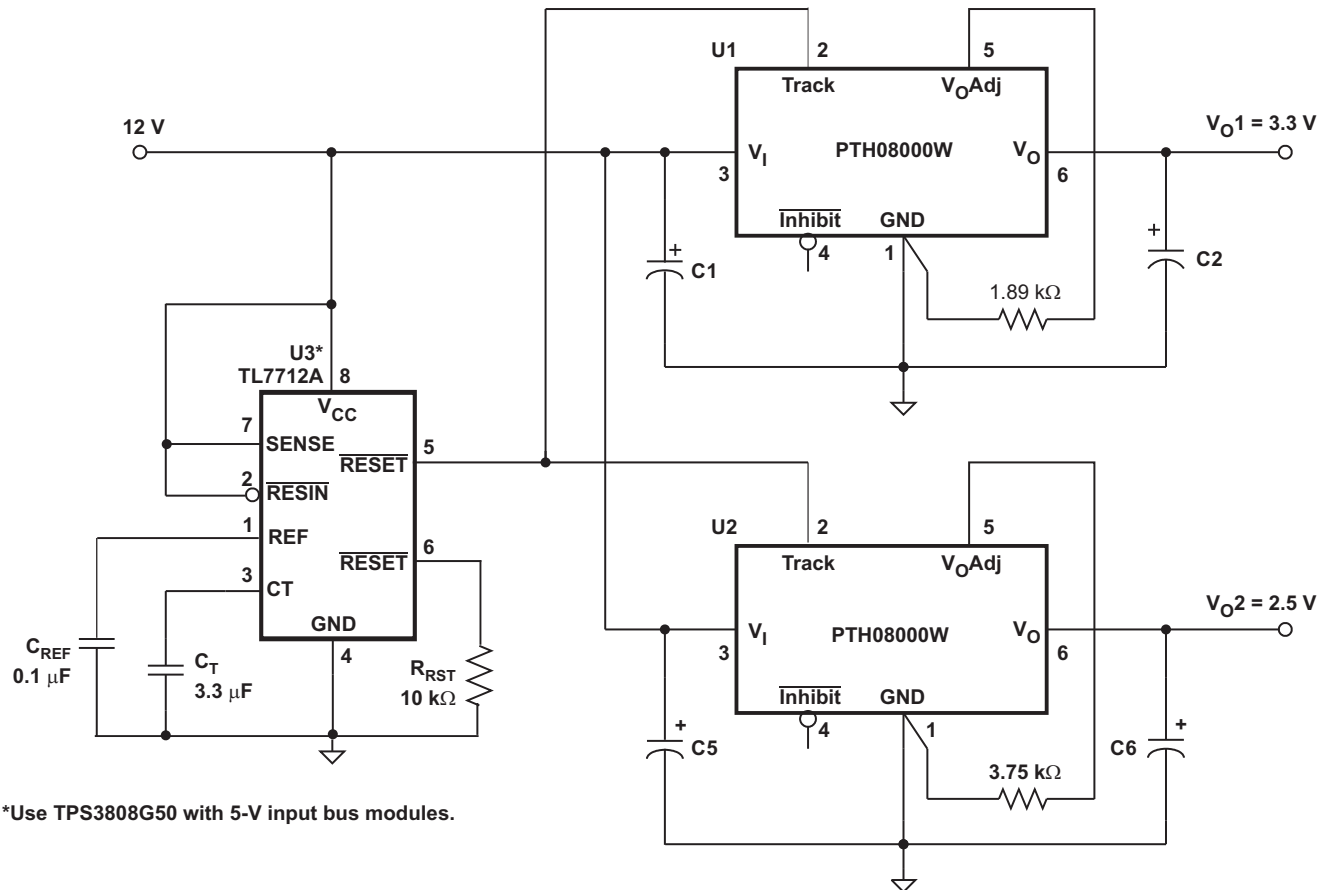 U1
2
5
Track
VOAdj
12 V
VO1 = 3.3 V
VI
PTH08000W
VO
3
6
Inhibit
GND
4
1
C1
C2
1.89 kΩ
U3*
TL7712A
8
VCC
7
SENSE
RESET
5
2
RESIN
1
REF
RESET
6
3
CT
GND
4
CREF
0.1 μF
CT
3.3 μF
RRST
10 kΩ
U2
2
5
Track
VOAdj
VO2 = 2.5 V
VI
PTH08000W
VO
3
6
Inhibit
GND
4
1
C5
C6
3.75 kΩ
*Use TPS3808G50 with 5-V input bus modules.